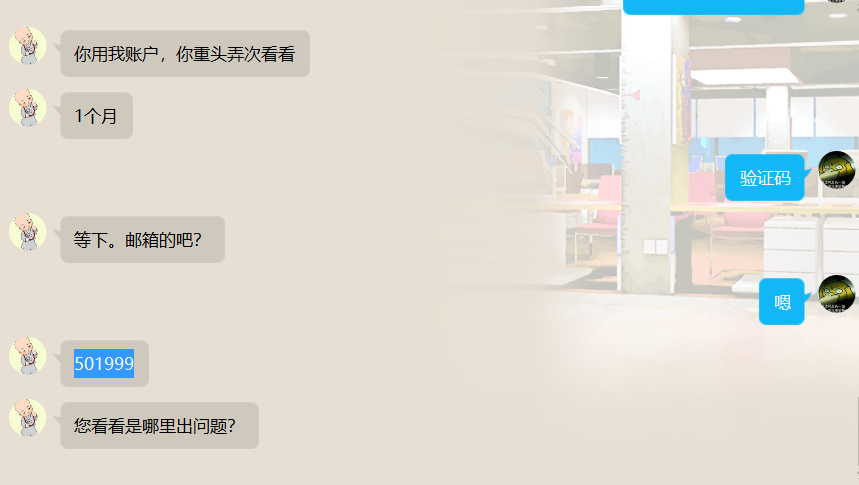 你用我账户，你重头弄次看看
1个月
验证码
等下。邮箱的吧？
嗯
501999
您看看是哪里出问题？